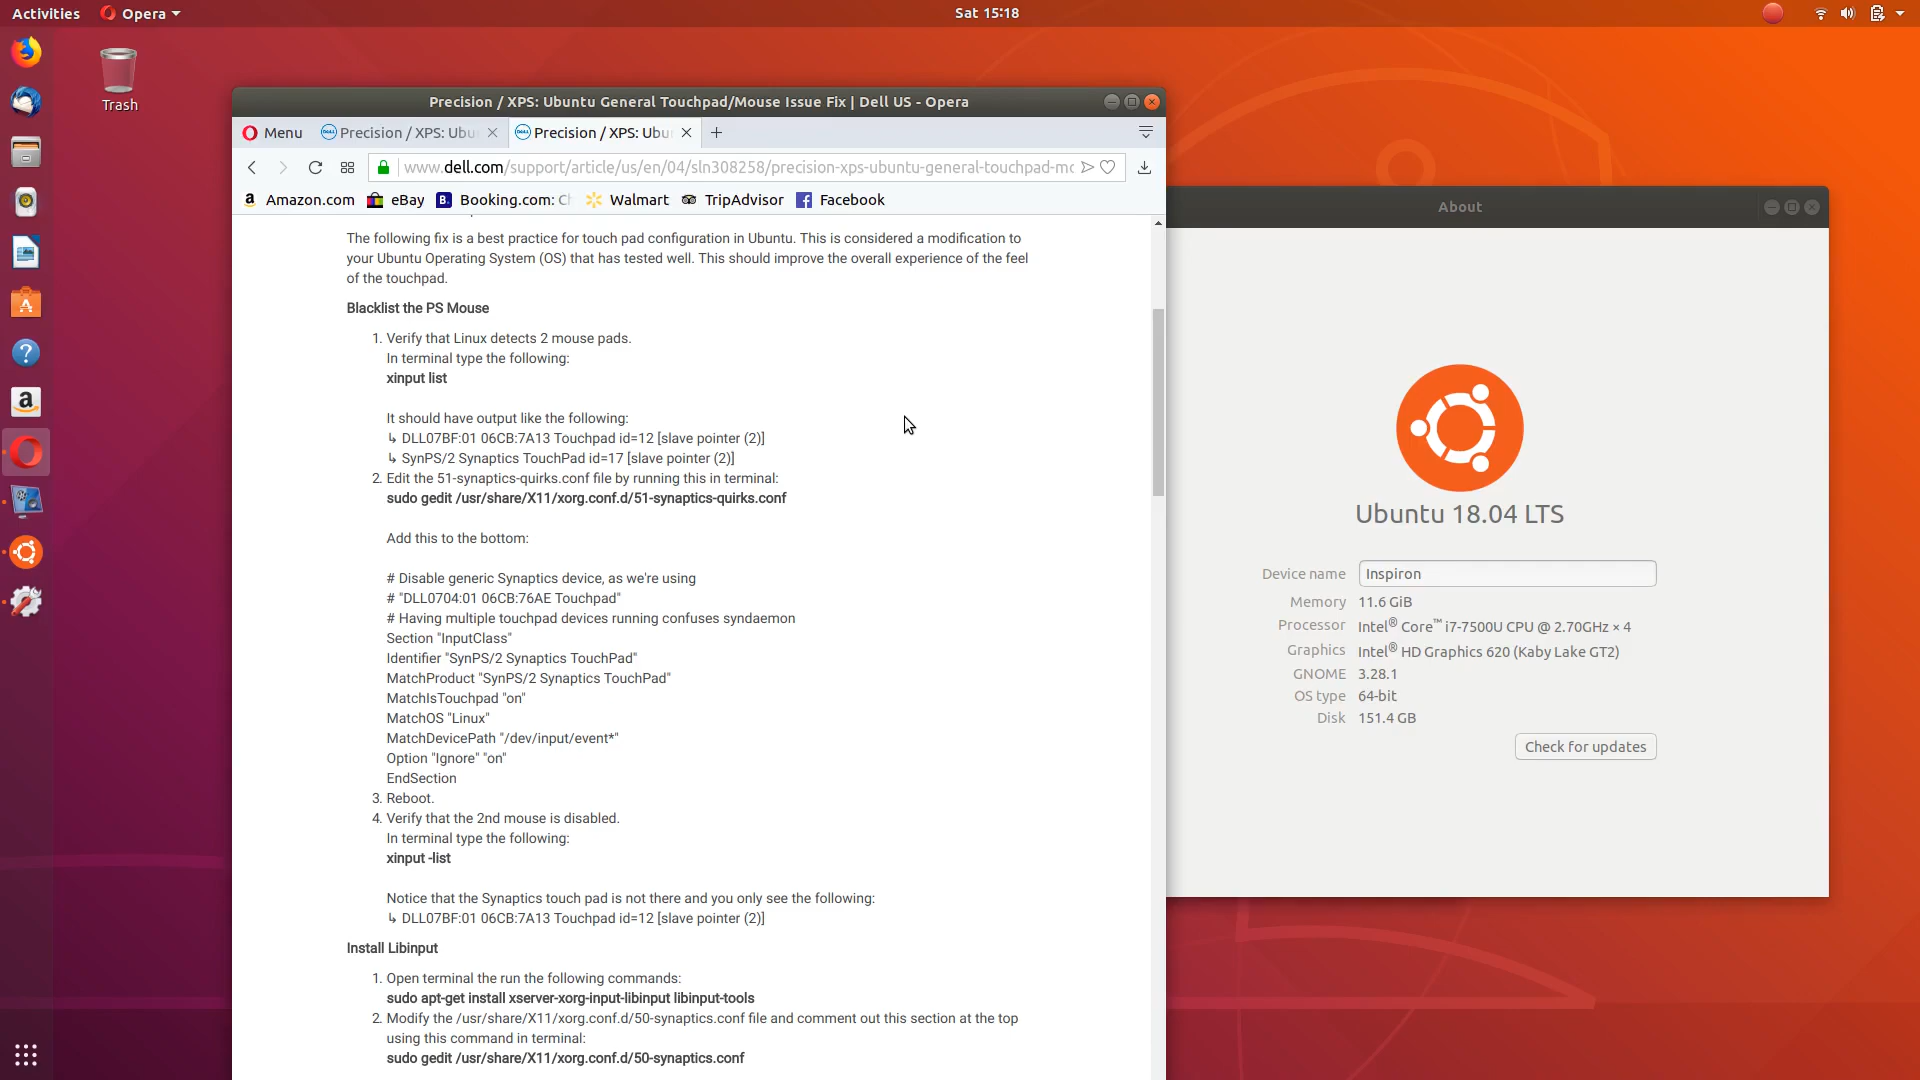 Activities
Opera
Sat 15:18
Trash
Precision / XPS: Ubuntu General Touchpad/Mouse Issue Fix | Dell US - Opera
Menu
Precision / XPS: Ubu
Precision / XPS: Ubu
www.dell.com/support/article/us/en/04/sln308258/precision-xps-ubuntu-general-touchpad-mo
Amazon.com
eBay
Booking.com: Ch
Walmart
TripAdvisor
Facebook
The following fix is a best practice for touch pad configuration in Ubuntu. This is considered a modification to
your Ubuntu Operating System (OS) that has tested well. This should improve the overall experience of the feel
of the touchpad.
Blacklist the PS Mouse
1. Verify that Linux detects 2 mouse pads.
In terminal type the following:
xinput list
It should have output like the following:
↳ DLL07BF:01 06CB:7A13 Touchpad id=12 [slave pointer (2)]
↳ SynPS/2 Synaptics TouchPad id=17 [slave pointer (2)]
2. Edit the 51-synaptics-quirks.conf file by running this in terminal:
sudo gedit /usr/share/X11/xorg.conf.d/51-synaptics-quirks.conf
Add this to the bottom:
# Disable generic Synaptics device, as we're using
# "DLL0704:01 06CB:76AE Touchpad"
# Having multiple touchpad devices running confuses syndaemon
Section "InputClass"
Identifier "SynPS/2 Synaptics TouchPad"
MatchProduct "SynPS/2 Synaptics TouchPad"
MatchIsTouchpad "on"
MatchOS "Linux"
MatchDevicePath "/dev/input/event*"
Option "Ignore" "on"
EndSection
3. Reboot.
4. Verify that the 2nd mouse is disabled.
In terminal type the following:
xinput -list
Notice that the Synaptics touch pad is not there and you only see the following:
↳ DLL07BF:01 06CB:7A13 Touchpad id=12 [slave pointer (2)]
Install Libinput
1. Open terminal the run the following commands:
sudo apt-get install xserver-xorg-input-libinput libinput-tools
2. Modify the /usr/share/X11/xorg.conf.d/50-synaptics.conf file and comment out this section at the top
using this command in terminal:
sudo gedit /usr/share/X11/xorg.conf.d/50-synaptics.conf
About
Ubuntu 18.04 LTS
Device name Inspiron
Memory 11.6 GiB
Processor Intel® Core™ i7-7500U CPU @ 2.70GHz × 4
Graphics Intel® HD Graphics 620 (Kaby Lake GT2)
GNOME 3.28.1
OS type 64-bit
Disk 151.4 GB
Check for updates